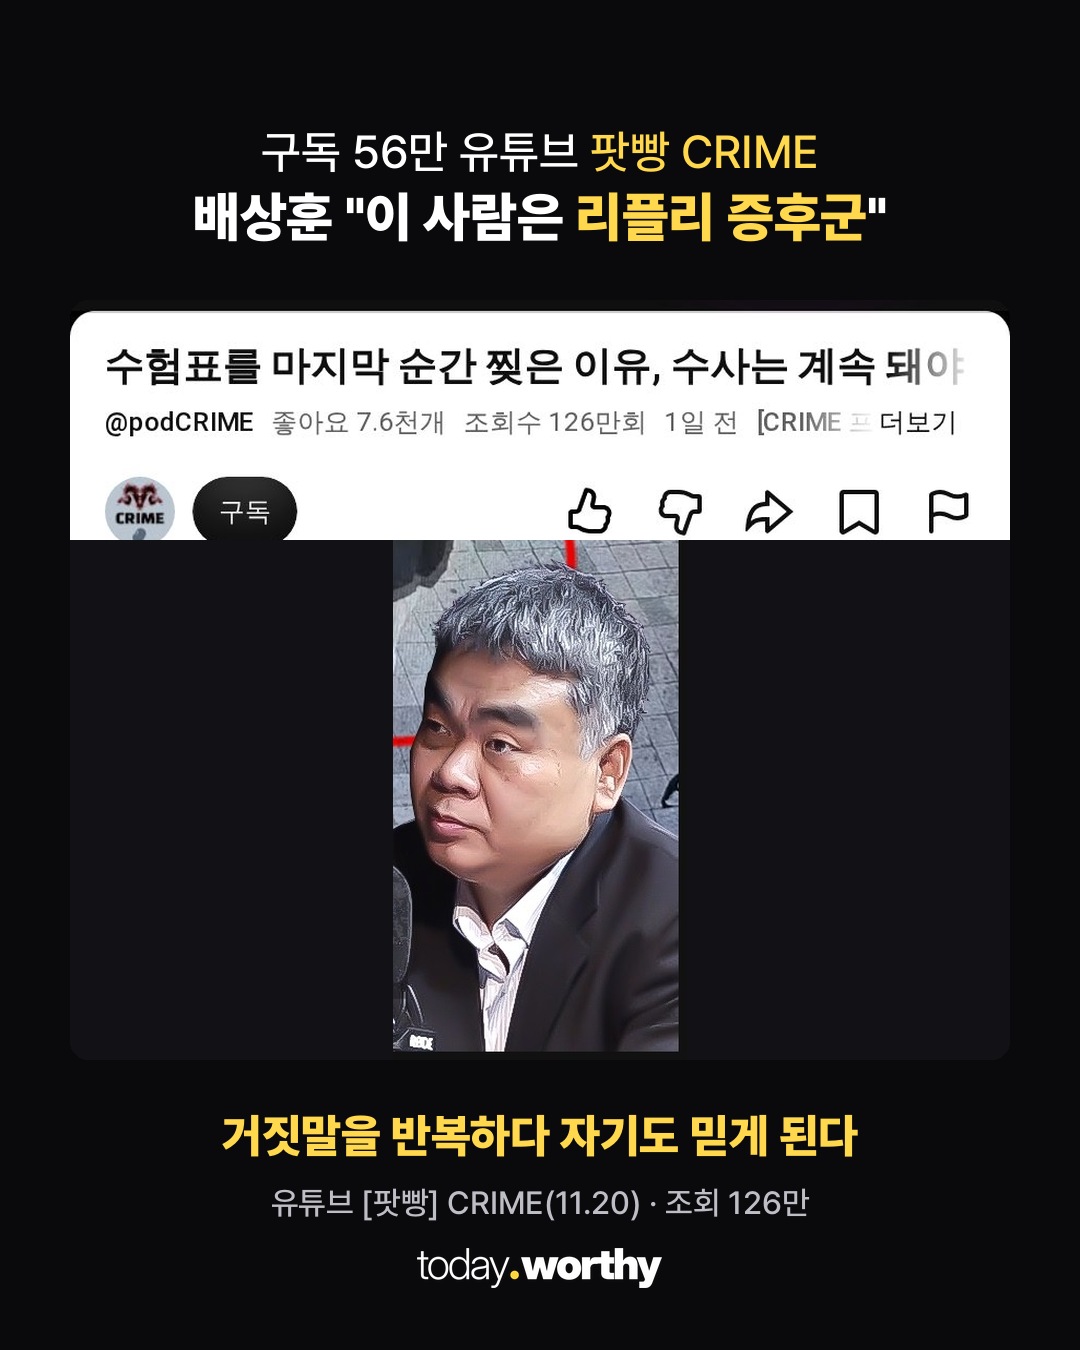 구독 56만 유튜브 팟빵 CRIME
배상훈 "이 사람은 리플리 증후군"
수험표를 마지막 순간 찢은 이유, 수사는 계속 돼야
@podCRIME 좋아요 7.6천개 조회수 126만회 1일 전 [CRIME 프 더보기
CRIME 구독
거짓말을 반복하다 자기도 믿게 된다
유튜브 [팟빵] CRIME(11.20) · 조회 126만
today.worthy